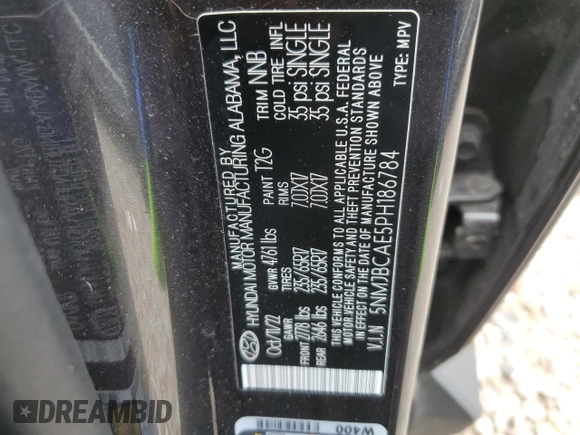 MANUFACTURED BY
HYUNDAI MOTOR MANUFACTURING ALABAMA, LLC
Oct/11/22 GVWR 4761 lbs PAINT T2G TRIM NNB
GAWR TIRES RIMS COLD TIRE INFL
FRONT 2778 lbs 235/65R17 7.0JX17 35 psi SINGLE
REAR 2646 lbs 235/65R17 7.0JX17 35 psi SINGLE
THIS VEHICLE CONFORMS TO ALL APPLICABLE U.S.A. FEDERAL
MOTOR VEHICLE SAFETY AND THEFT PREVENTION STANDARDS
IN EFFECT ON THE DATE OF MANUFACTURE SHOWN ABOVE
V.I.N 5NMJBCAE5PH186784 TYPE: MPV
W400
DREAMBID